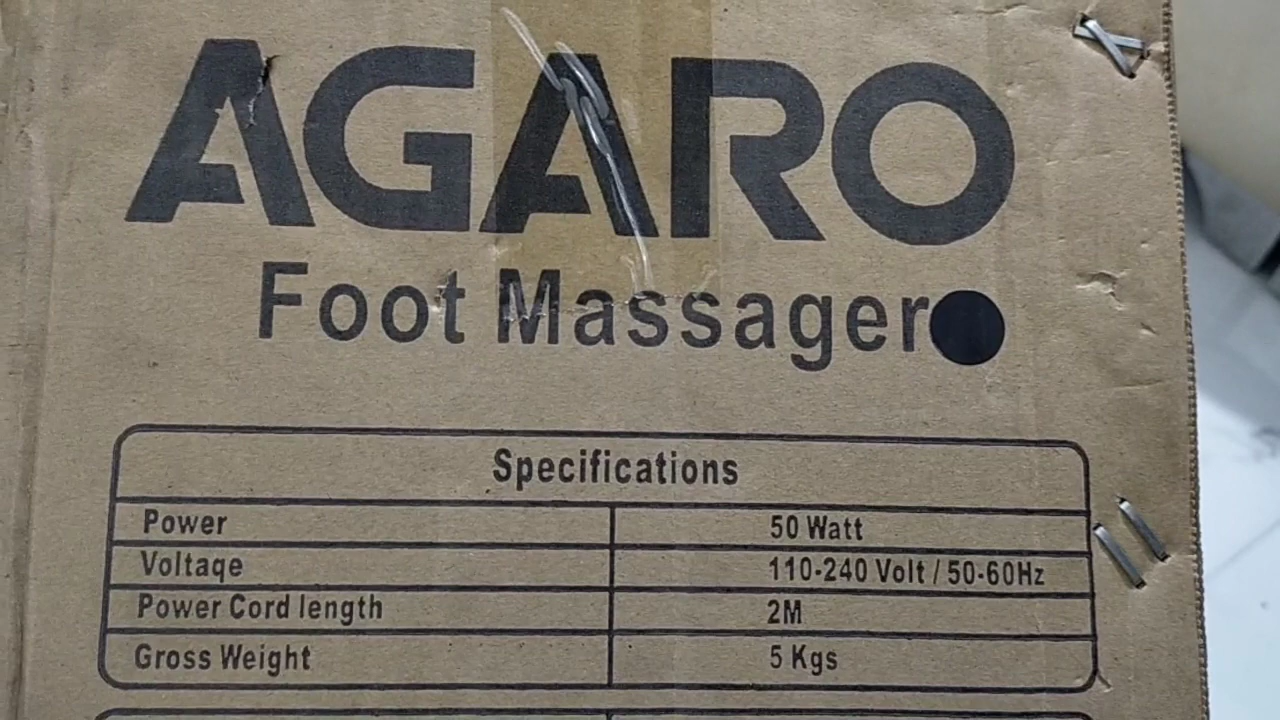 AGARO
Foot Massager
Specifications
Power 50 Watt
Voltage 110-240 Volt / 50-60Hz
Power Cord length 2M
Gross Weight 5 Kgs